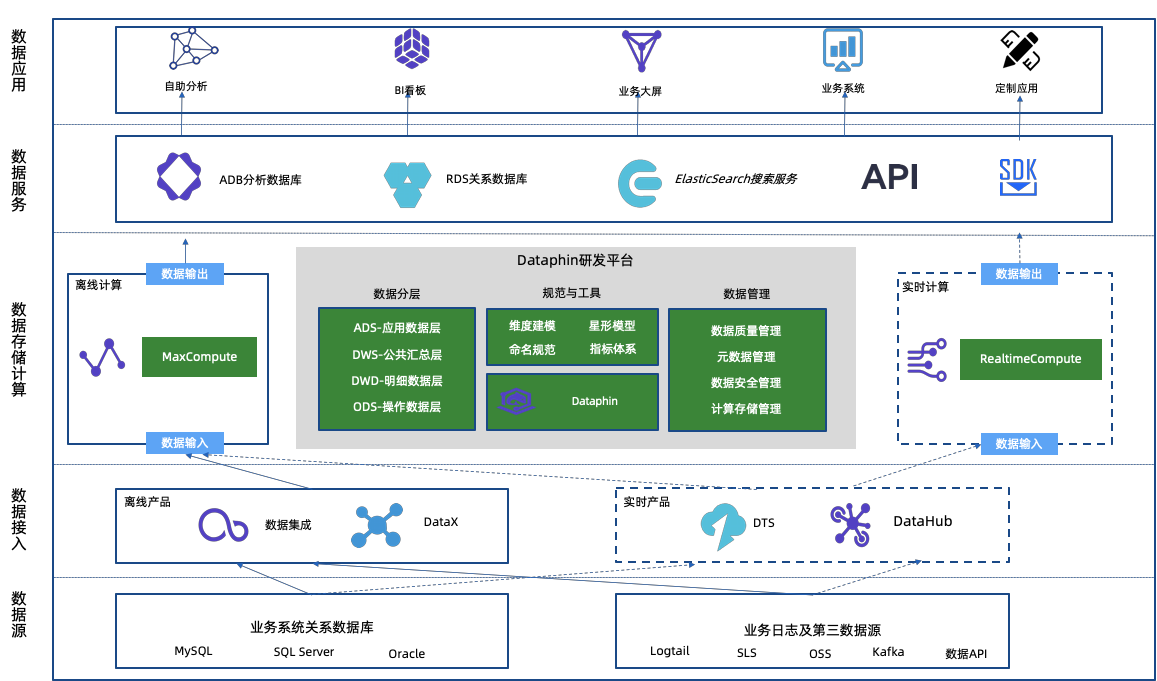 数据应用
自助分析
BI看板
业务大屏
业务系统
E
E
定制应用
数据服务
ADB分析数据库
RDS关系数据库
ElasticSearch搜索服务
API
SDK
数据存储计算
数据输出
离线计算
MaxCompute
数据输入
Dataphin研发平台
数据分层
ADS-应用数据层
DWS-公共汇总层
DWD-明细数据层
ODS-操作数据层
规范与工具
维度建模 星形模型
命名规范 指标体系
Dataphin
数据管理
数据质量管理
元数据管理
数据安全管理
计算存储管理
数据输出
实时计算
RealtimeCompute
数据输入
数据接入
离线产品
数据集成
DataX
实时产品
DTS
DataHub
数据源
业务系统关系数据库
MySQL SQL Server Oracle
业务日志及第三数据源
Logtail SLS OSS Kafka 数据API